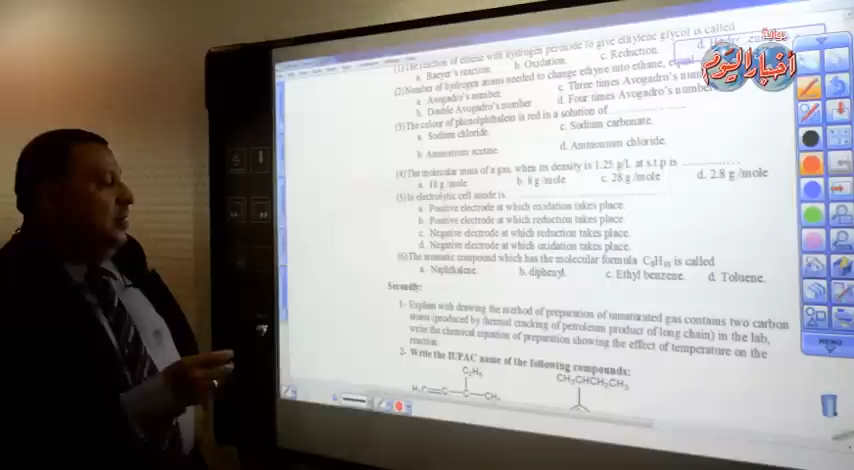 (1) The reaction of ethene with hydrogen peroxide to give ethylene glycol is called
a. Baeyer's reaction. b. Oxidation. c. Reduction.
(2) Number of hydrogen atoms needed to change ethyne into ethane, equal
a. Avogadro's number. c. Three times Avogadro's
b. Double Avogadro's number d. Four times Avogadro's
(3) The colour of phenolphthalein is red in a solution of ..............
a. Sodium chloride. c. Sodium carbonate.
b. Ammonium acetate. d. Ammonium chloride.
(4) The molecular mass of a gas, when its density is 1.25 g/L at s.t.p is ..............
a. 18 g/mole b. 8 g/mole c. 28 g/mole d. 2.8 g/mole
(5) In electrolytic cell anode is ..............
a. Positive electrode at which oxidation takes place.
b. Positive electrode at which reduction takes place.
c. Negative electrode at which reduction takes place.
d. Negative electrode at which oxidation takes place.
(6) The aromatic compound which has the molecular formula C₈H₁₀ is called
a. Naphthalene. b. diphenyl. c. Ethyl benzene. d. Toluene.
Secondly:
1- Explain with drawing the method of preparation of unsaturated gas contains two carbon
atoms (produced by thermal cracking of petroleum product of long chain) in the lab,
write the chemical equation of preparation showing the effect of temperature on the
reaction.
2- Write the IUPAC name of the following compounds:
C₂H₅ CH₃CHCH₂CH₃
بوابة
أخبار اليوم
MENU